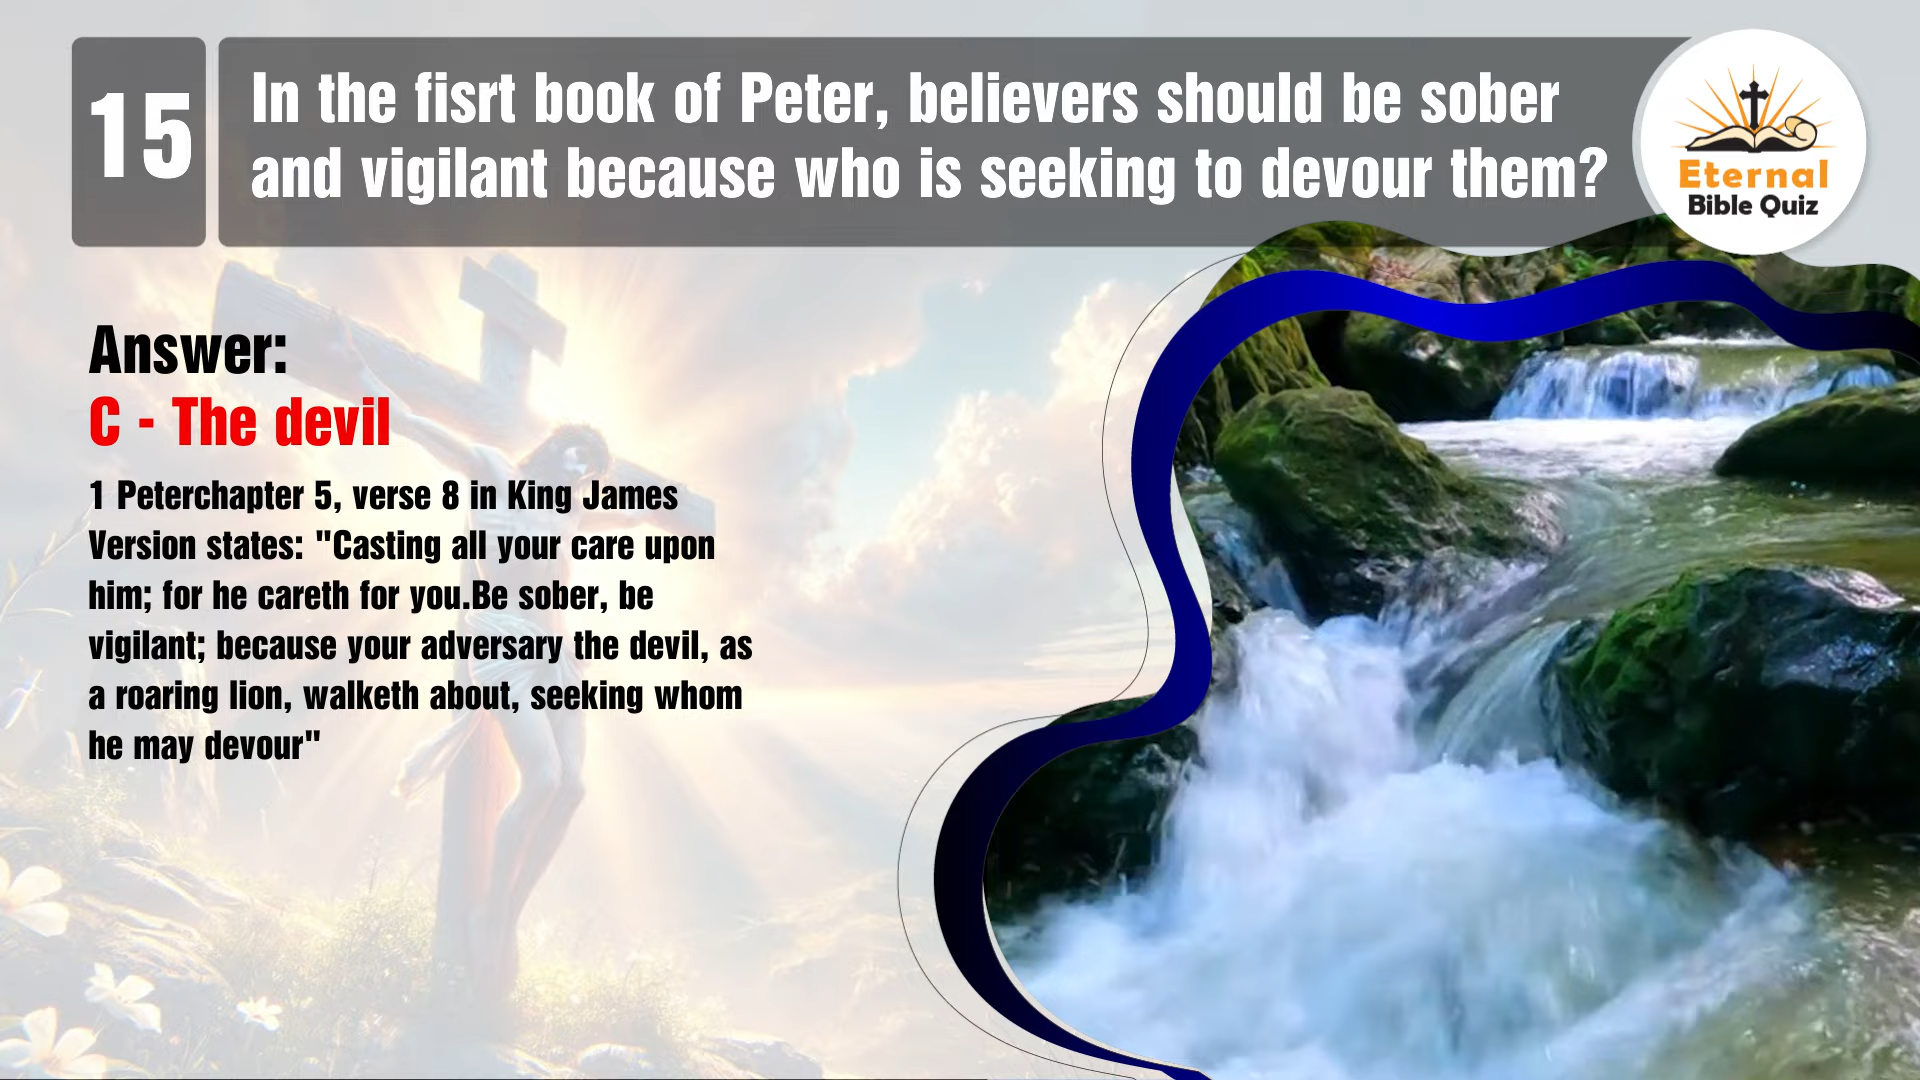 15
In the fisrt book of Peter, believers should be sober
and vigilant because who is seeking to devour them?
Eternal
Bible Quiz
Answer:
C - The devil
1 Peterchapter 5, verse 8 in King James
Version states: "Casting all your care upon
him; for he careth for you.Be sober, be
vigilant; because your adversary the devil, as
a roaring lion, walketh about, seeking whom
he may devour"